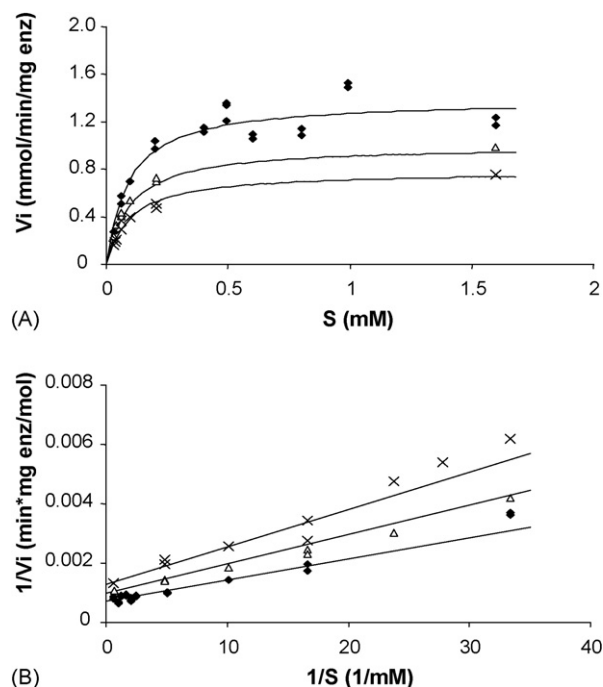 1.6
1.2
0.8
0.4
0
0 0.5 1 1.5 2
Vi (mmol/min/mg enz)
S (mM)
(A)
0.008
0.006
0.004
0.002
0
0 10 20 30 40
1/Vi (min*mg enz/mol)
1/S (1/mM)
(B)